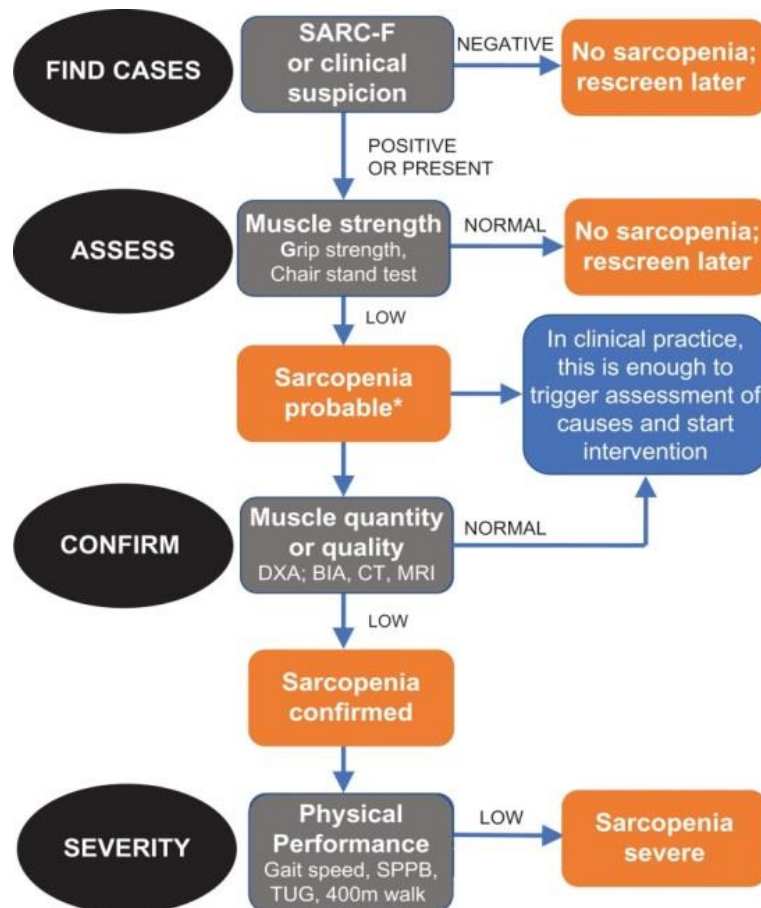 FIND CASES
SARC-F
or clinical
suspicion
NEGATIVE
No sarcopenia;
rescreen later
POSITIVE
OR PRESENT
ASSESS
Muscle strength
Grip strength,
Chair stand test
NORMAL
No sarcopenia;
rescreen later
LOW
Sarcopenia
probable*
In clinical practice,
this is enough to
trigger assessment of
causes and start
intervention
CONFIRM
Muscle quantity
or quality
DXA; BIA, CT, MRI
NORMAL
LOW
Sarcopenia
confirmed
SEVERITY
Physical
Performance
Gait speed, SPPB,
TUG, 400m walk
LOW
Sarcopenia
severe